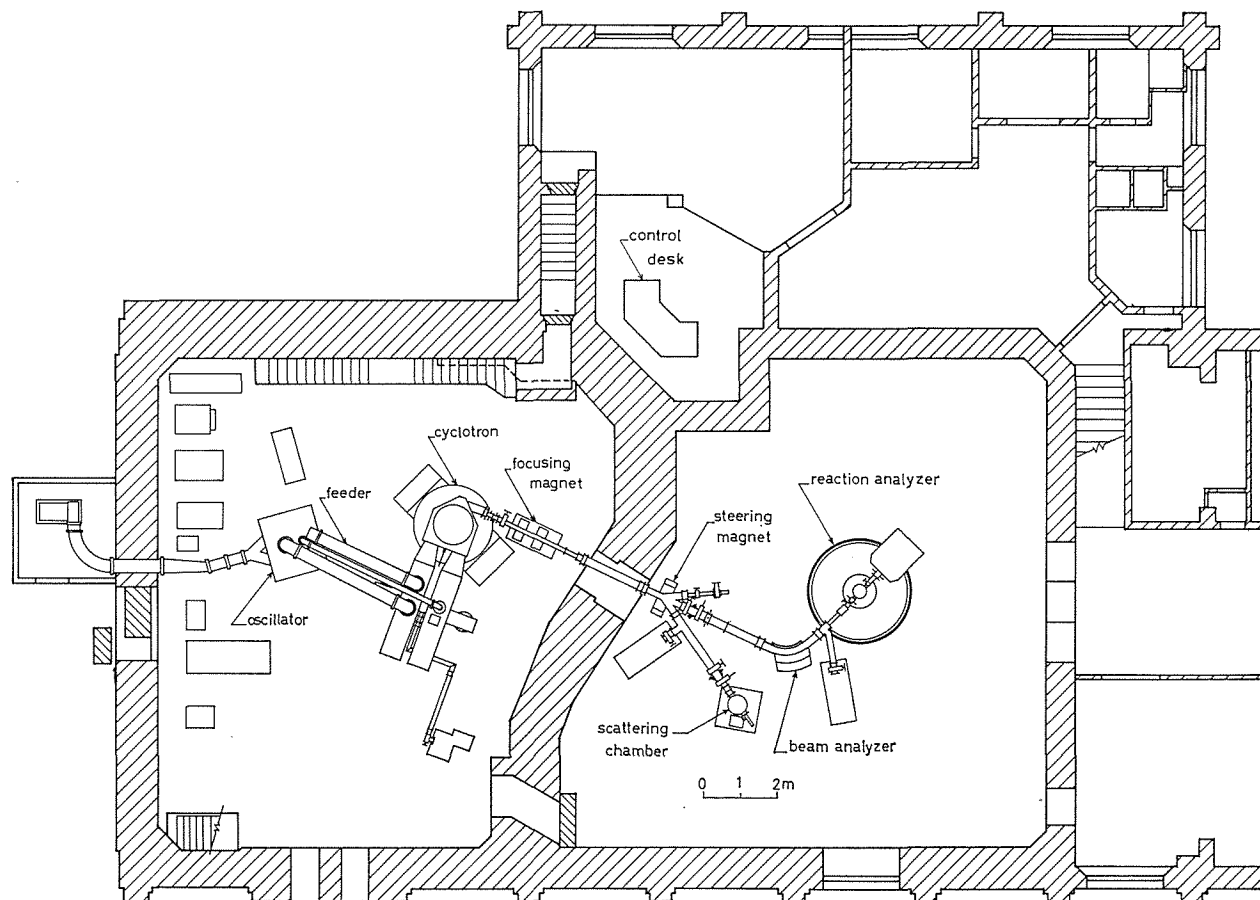 control
desk
cyclotron
focusing
magnet
feeder
reaction analyzer
steering
magnet
oscillator
scattering
chamber
beam analyzer
0 1 2m